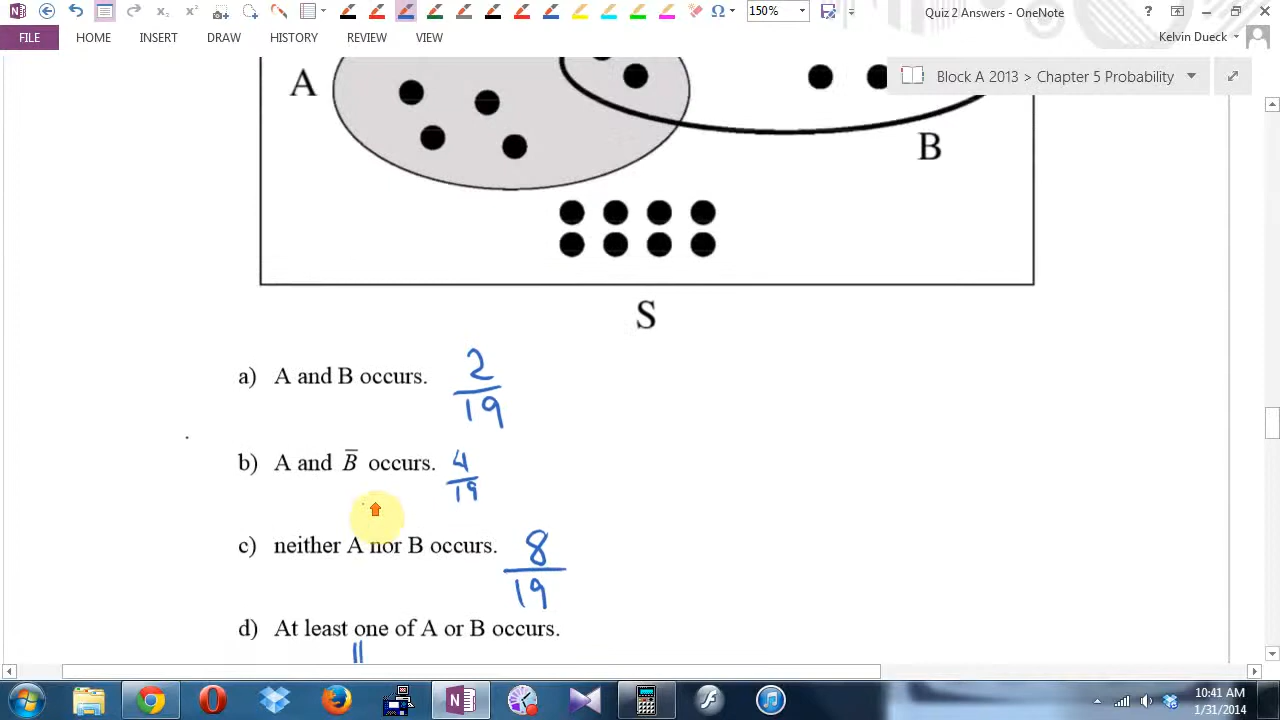 150%
Quiz 2 Answers - OneNote
?
FILE HOME INSERT DRAW HISTORY REVIEW VIEW
Kelvin Dueck
Block A 2013 > Chapter 5 Probability
A
B
S
a) A and B occurs. 2/19
b) A and B̅ occurs. 4/19
c) neither A nor B occurs. 8/19
d) At least one of A or B occurs.
11
10:41 AM
1/31/2014